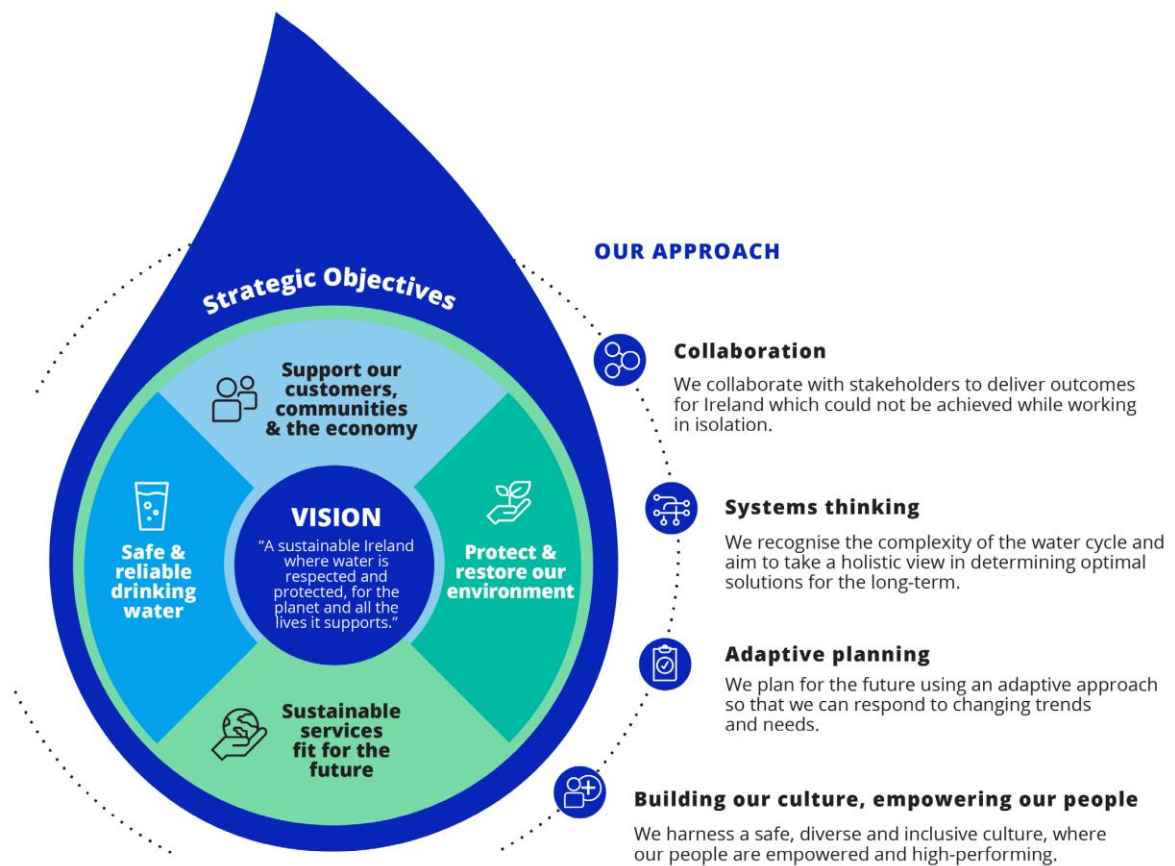 Strategic Objectives
Support our
customers,
communities
& the economy
Safe &
reliable
drinking
water
VISION
“A sustainable Ireland
where water is
respected and
protected, for the
planet and all the
lives it supports.”
Protect &
restore our
environment
Sustainable
services
fit for the
future
OUR APPROACH
Collaboration
We collaborate with stakeholders to deliver outcomes
for Ireland which could not be achieved while working
in isolation.
Systems thinking
We recognise the complexity of the water cycle and
aim to take a holistic view in determining optimal
solutions for the long-term.
Adaptive planning
We plan for the future using an adaptive approach
so that we can respond to changing trends
and needs.
Building our culture, empowering our people
We harness a safe, diverse and inclusive culture, where
our people are empowered and high-performing.